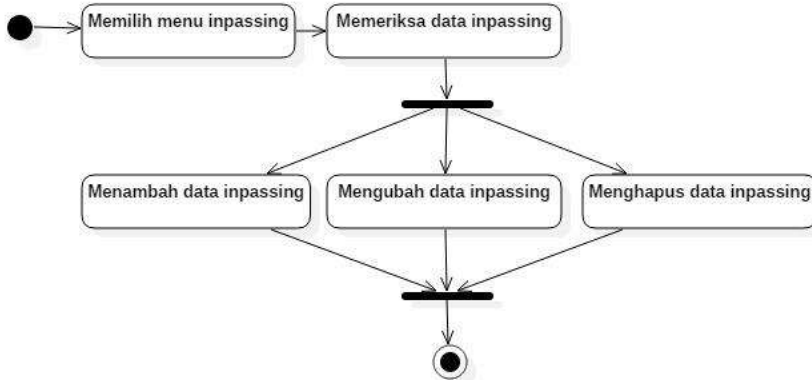 Memilih menu inpassing
Memeriksa data inpassing
Menambah data inpassing
Mengubah data inpassing
Menghapus data inpassing